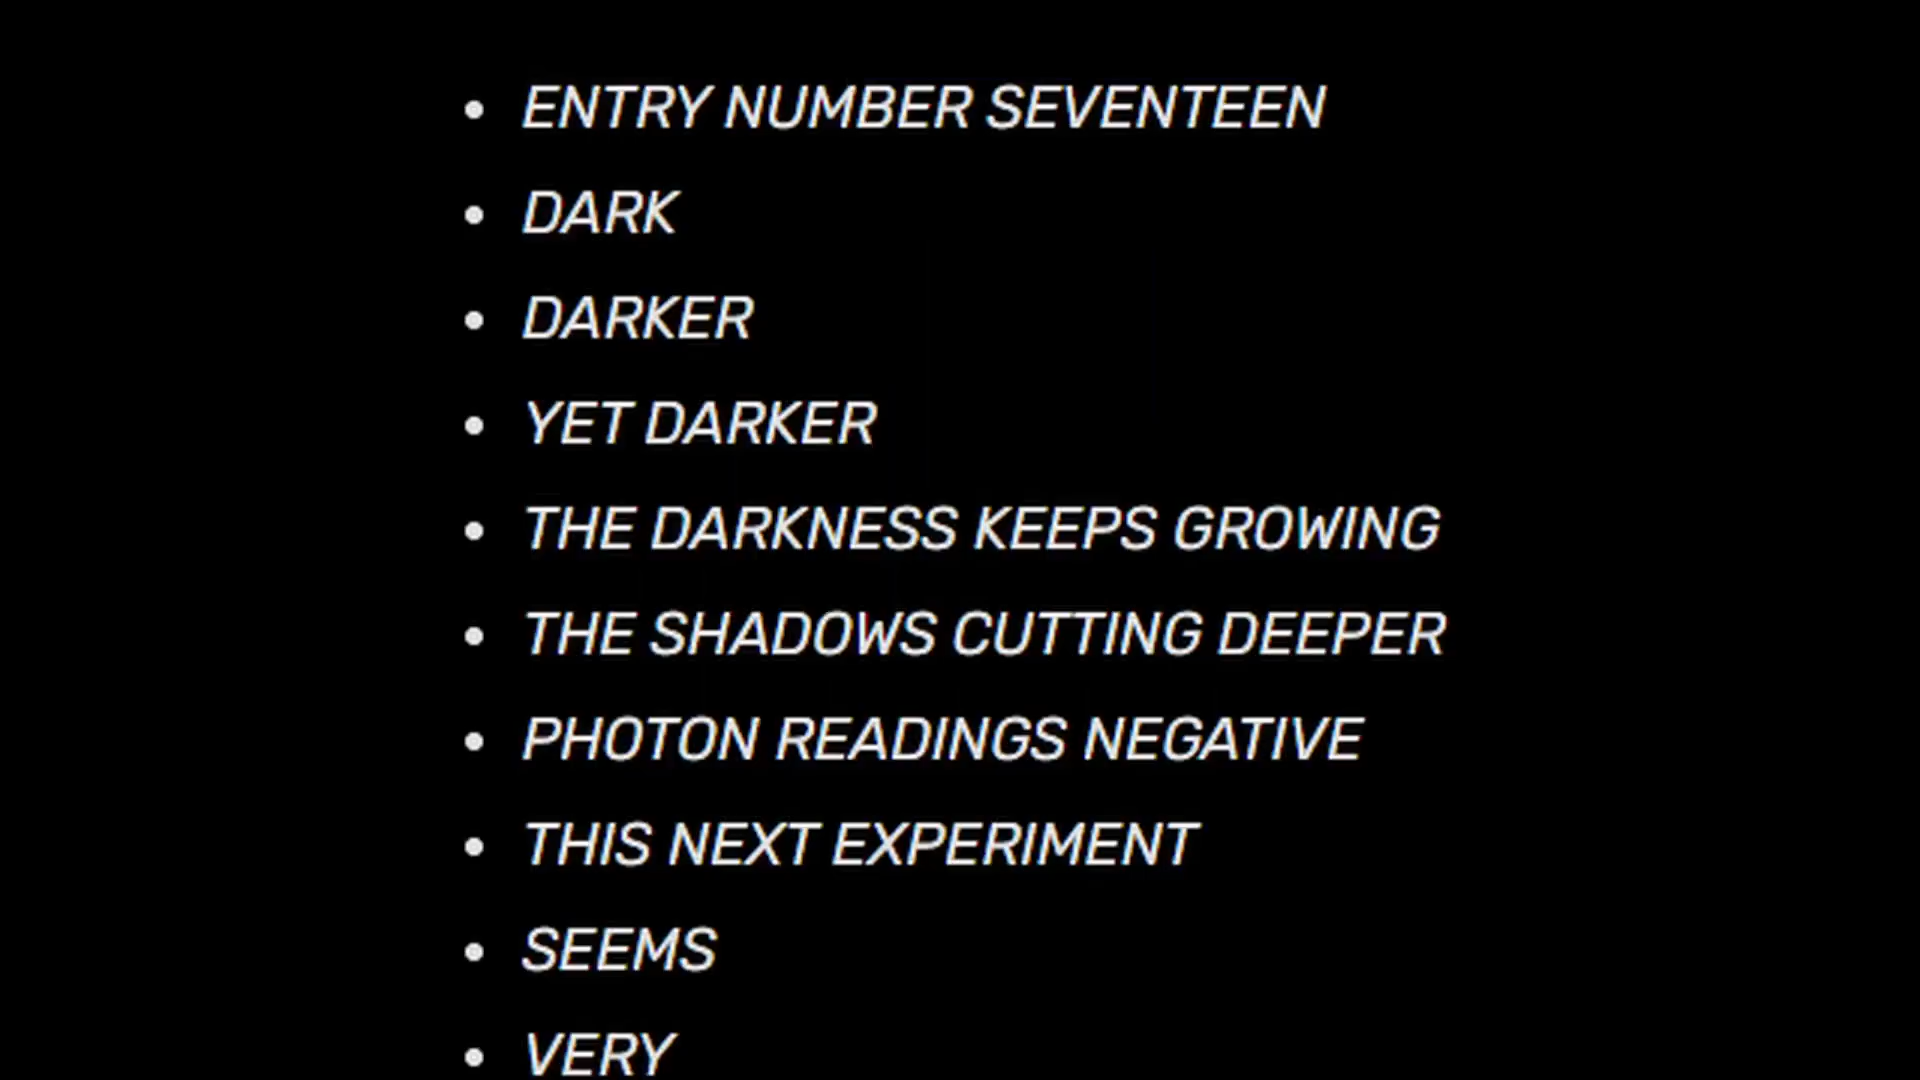 • ENTRY NUMBER SEVENTEEN
• DARK
• DARKER
• YET DARKER
• THE DARKNESS KEEPS GROWING
• THE SHADOWS CUTTING DEEPER
• PHOTON READINGS NEGATIVE
• THIS NEXT EXPERIMENT
• SEEMS
• VERY